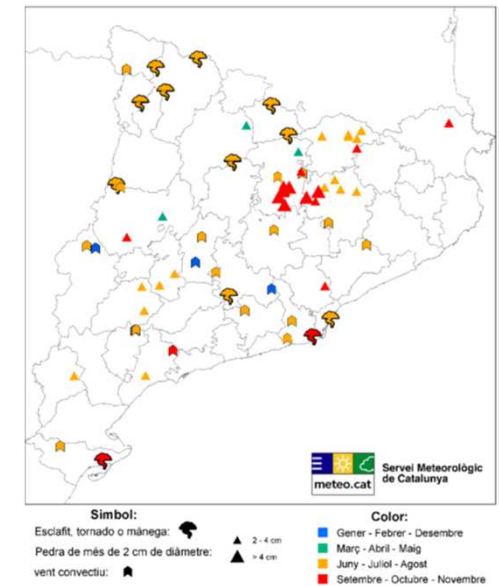 meteo.cat
Servei Meteorològic
de Catalunya
Símbol:
Esclafit, tornado o mànega:
Pedra de més de 2 cm de diàmetre:
2 - 4 cm
> 4 cm
vent convectiu:
Color:
Gener - Febrer - Desembre
Març - Abril - Maig
Juny - Juliol - Agost
Setembre - Octubre - Novembre